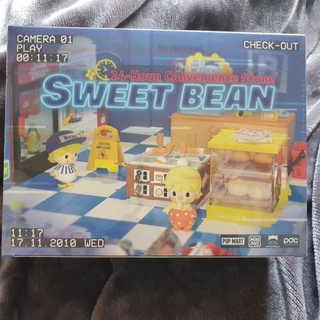 CAMERA 01
PLAY
00:11:17
CHECK-OUT
24-Hour Convenience Store
SWEET BEAN
11:17
17.11.2010 WED
POP MART
pdc